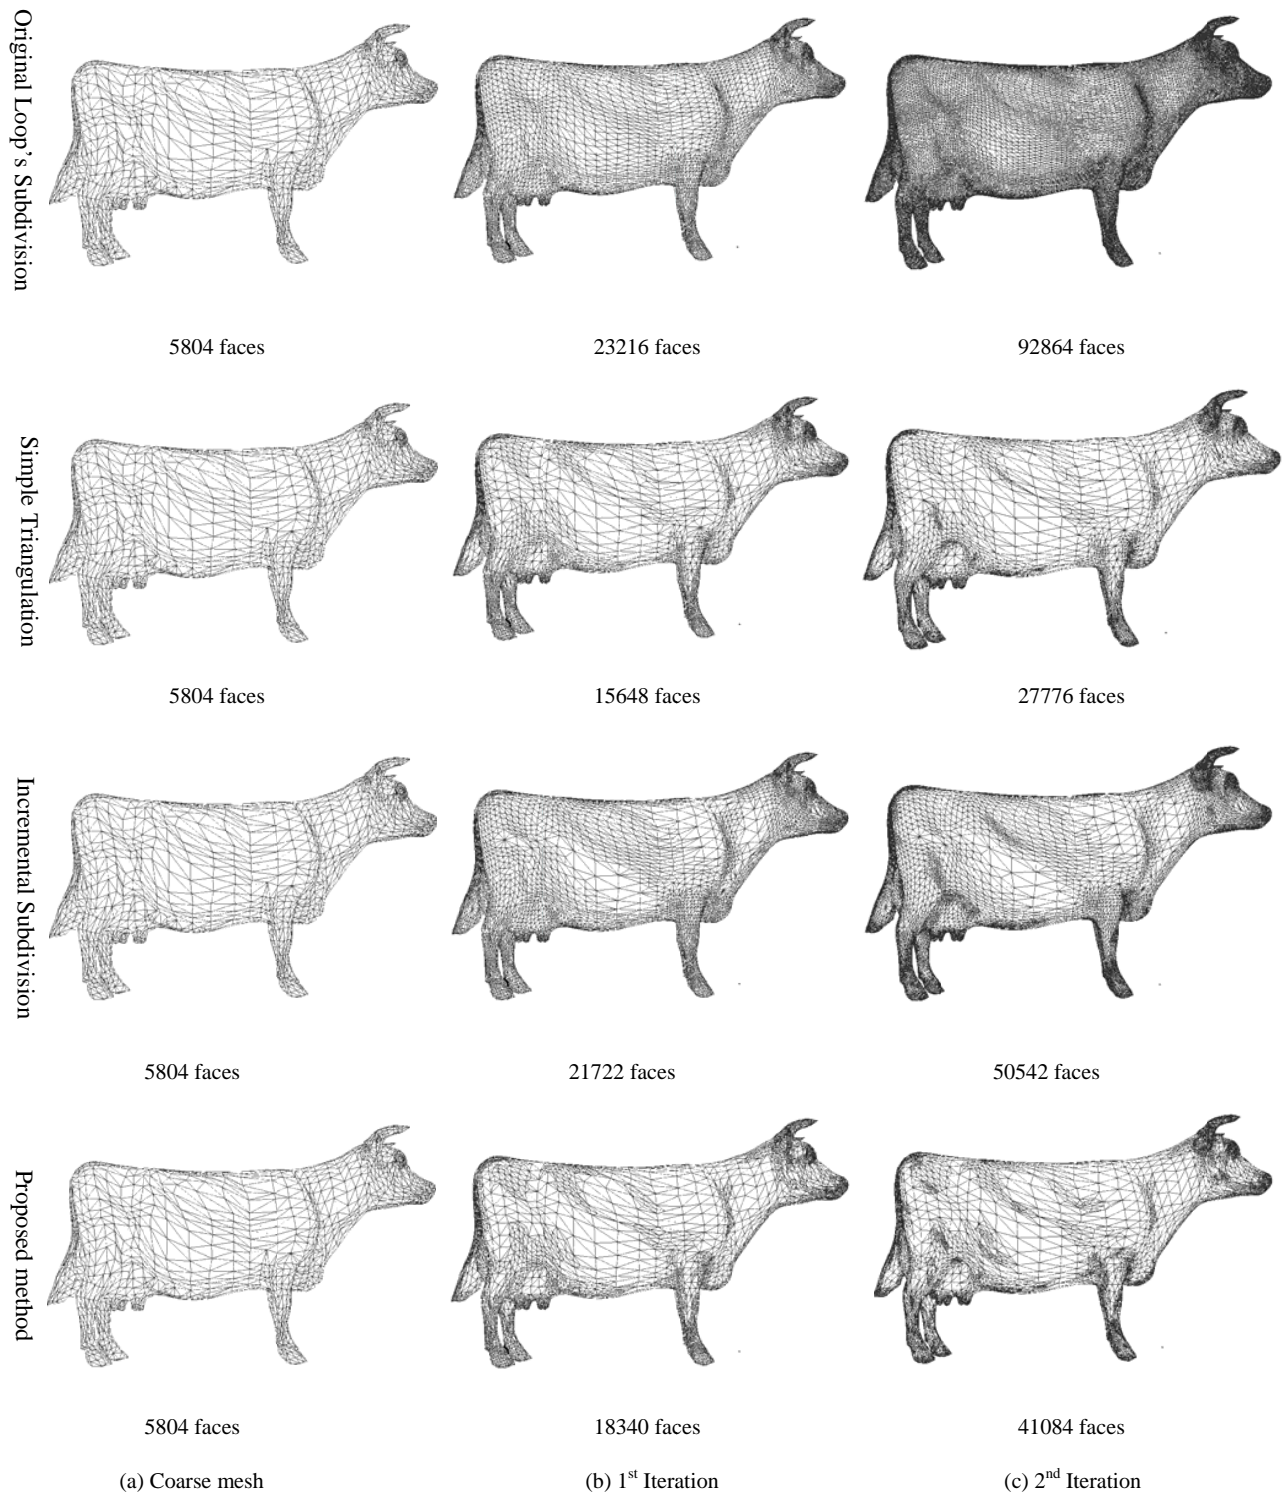 Original Loop's Subdivision
5804 faces
23216 faces
92864 faces
Simple Triangulation
5804 faces
15648 faces
27776 faces
Incremental Subdivision
5804 faces
21722 faces
50542 faces
Proposed method
5804 faces
18340 faces
41084 faces
(a) Coarse mesh
(b) 1st Iteration
(c) 2nd Iteration